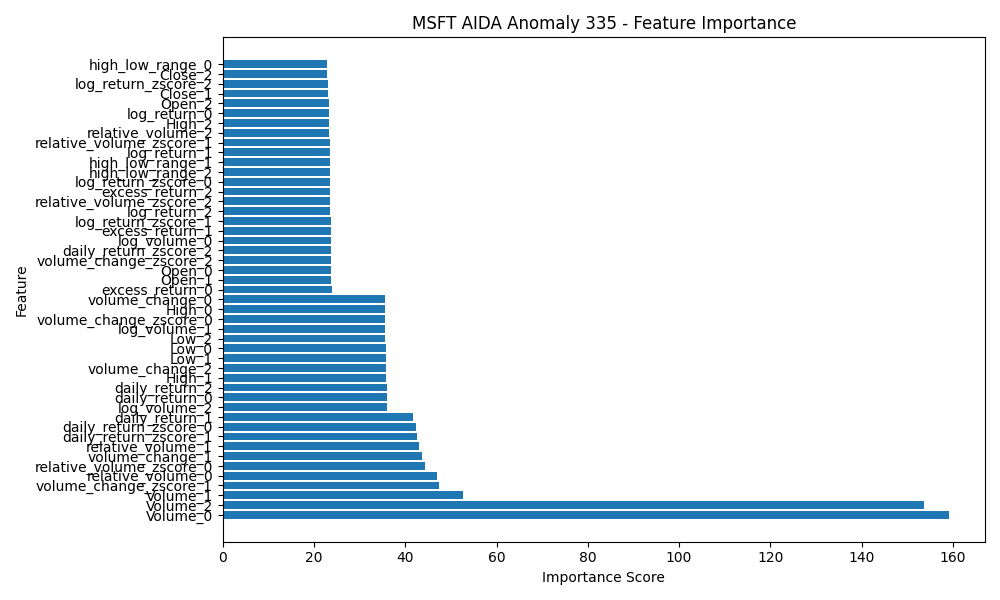 MSFT AIDA Anomaly 335 - Feature Importance
high_low_range_0
Close_2
log_return_zscore_2
Close_1
Open_2
log_return_0
High_2
relative_volume_2
relative_volume_zscore_1
log_return_1
high_low_range_1
high_low_range_2
log_return_zscore_0
excess_return_2
relative_volume_zscore_2
log_return_2
log_return_zscore_1
excess_return_1
log_volume_0
daily_return_zscore_2
volume_change_zscore_2
Open_0
Open_1
excess_return_0
volume_change_0
High_0
volume_change_zscore_0
log_volume_1
Low_2
Low_0
Low_1
volume_change_2
High_1
daily_return_2
daily_return_0
log_volume_2
daily_return_1
daily_return_zscore_0
daily_return_zscore_1
relative_volume_1
volume_change_1
relative_volume_zscore_0
relative_volume_0
volume_change_zscore_1
Volume_1
Volume_2
Volume_0
Feature
0 20 40 60 80 100 120 140 160
Importance Score